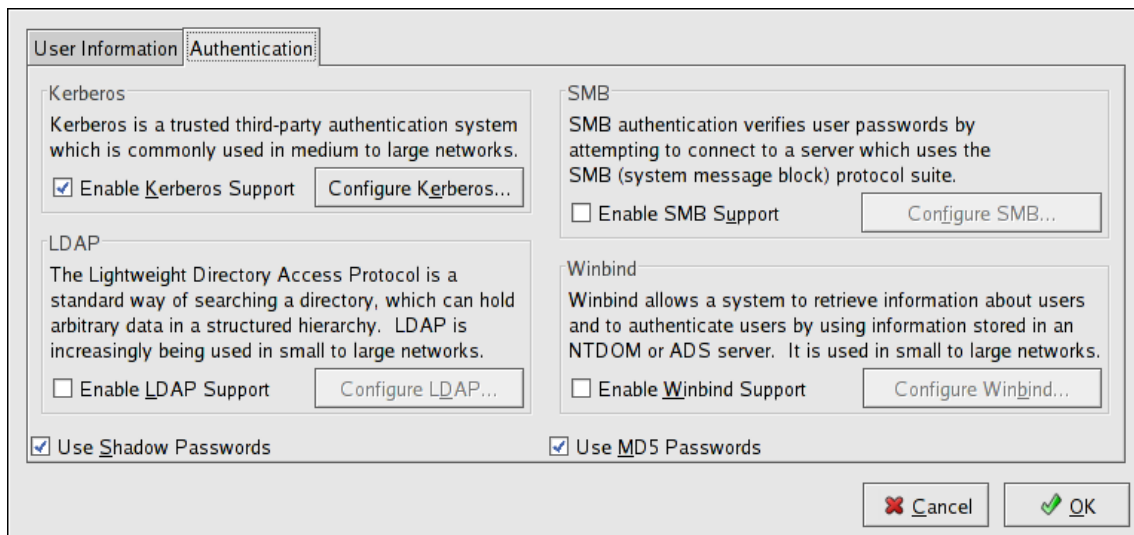 User Information
Authentication
Kerberos
Kerberos is a trusted third-party authentication system
which is commonly used in medium to large networks.
Enable Kerberos Support
Configure Kerberos...
LDAP
The Lightweight Directory Access Protocol is a
standard way of searching a directory, which can hold
arbitrary data in a structured hierarchy. LDAP is
increasingly being used in small to large networks.
Enable LDAP Support
Configure LDAP...
SMB
SMB authentication verifies user passwords by
attempting to connect to a server which uses the
SMB (system message block) protocol suite.
Enable SMB Support
Configure SMB...
Winbind
Winbind allows a system to retrieve information about users
and to authenticate users by using information stored in an
NTDOM or ADS server. It is used in small to large networks.
Enable Winbind Support
Configure Winbind...
Use Shadow Passwords
Use MD5 Passwords
Cancel
OK